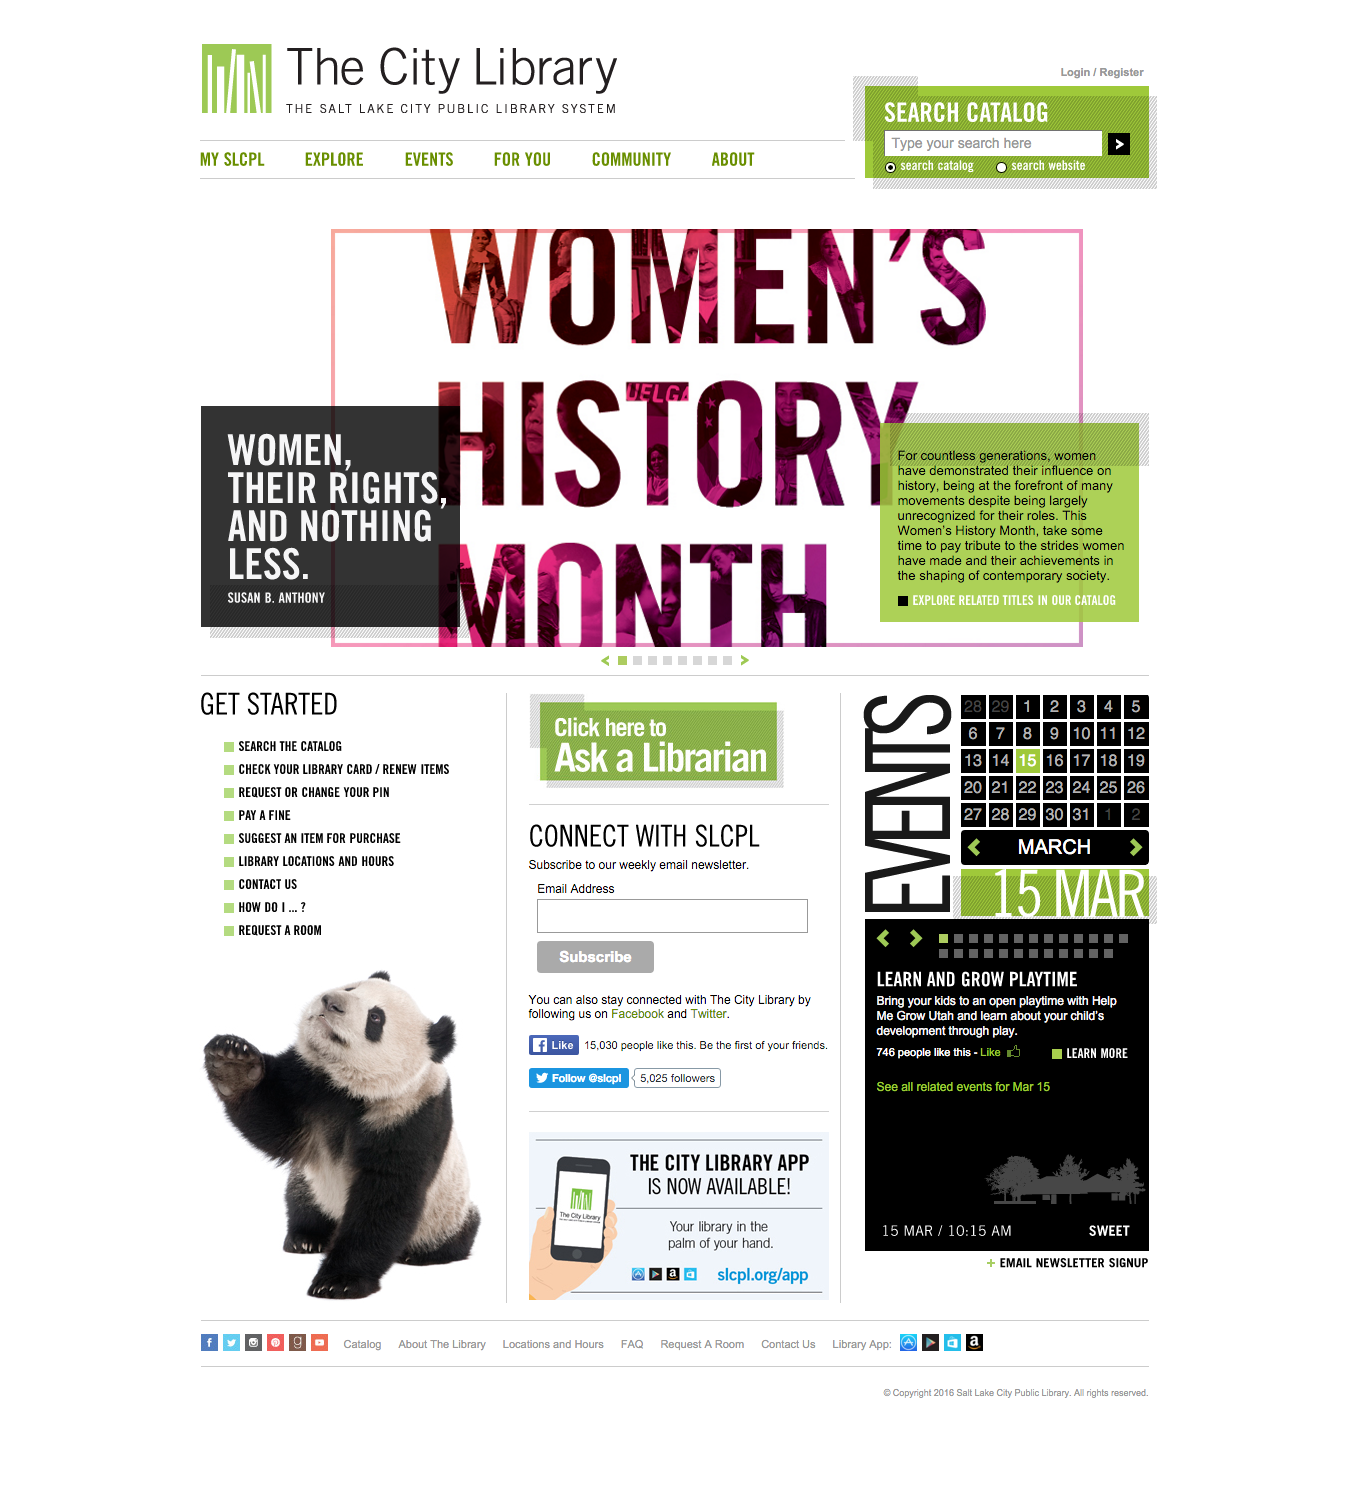 The City Library
THE SALT LAKE CITY PUBLIC LIBRARY SYSTEM
Login / Register
SEARCH CATALOG
Type your search here
search catalog search website
MY SLCPL EXPLORE EVENTS FOR YOU COMMUNITY ABOUT
WOMEN'S
HISTORY
MONTH
UELGA
WOMEN,
THEIR RIGHTS,
AND NOTHING
LESS.
SUSAN B. ANTHONY
For countless generations, women
have demonstrated their influence on
history, being at the forefront of many
movements despite being largely
unrecognized for their roles. This
Women's History Month, take some
time to pay tribute to the strides women
have made and their achievements in
the shaping of contemporary society.
EXPLORE RELATED TITLES IN OUR CATALOG
GET STARTED
SEARCH THE CATALOG
CHECK YOUR LIBRARY CARD / RENEW ITEMS
REQUEST OR CHANGE YOUR PIN
PAY A FINE
SUGGEST AN ITEM FOR PURCHASE
LIBRARY LOCATIONS AND HOURS
CONTACT US
HOW DO I ... ?
REQUEST A ROOM
Click here to
Ask a Librarian
CONNECT WITH SLCPL
Subscribe to our weekly email newsletter.
Email Address
Subscribe
You can also stay connected with The City Library by
following us on Facebook and Twitter.
Like 15,030 people like this. Be the first of your friends.
Follow @slcpl 5,025 followers
THE CITY LIBRARY APP
IS NOW AVAILABLE!
The City Library
Your library in the
palm of your hand.
slcpl.org/app
EVENTS
28 29 1 2 3 4 5
6 7 8 9 10 11 12
13 14 15 16 17 18 19
20 21 22 23 24 25 26
27 28 29 30 31 1 2
MARCH
15 MAR
LEARN AND GROW PLAYTIME
Bring your kids to an open playtime with Help
Me Grow Utah and learn about your child's
development through play.
746 people like this - Like
LEARN MORE
See all related events for Mar 15
15 MAR / 10:15 AM SWEET
+ EMAIL NEWSLETTER SIGNUP
Catalog About The Library Locations and Hours FAQ Request A Room Contact Us Library App:
© Copyright 2016 Salt Lake City Public Library. All rights reserved.